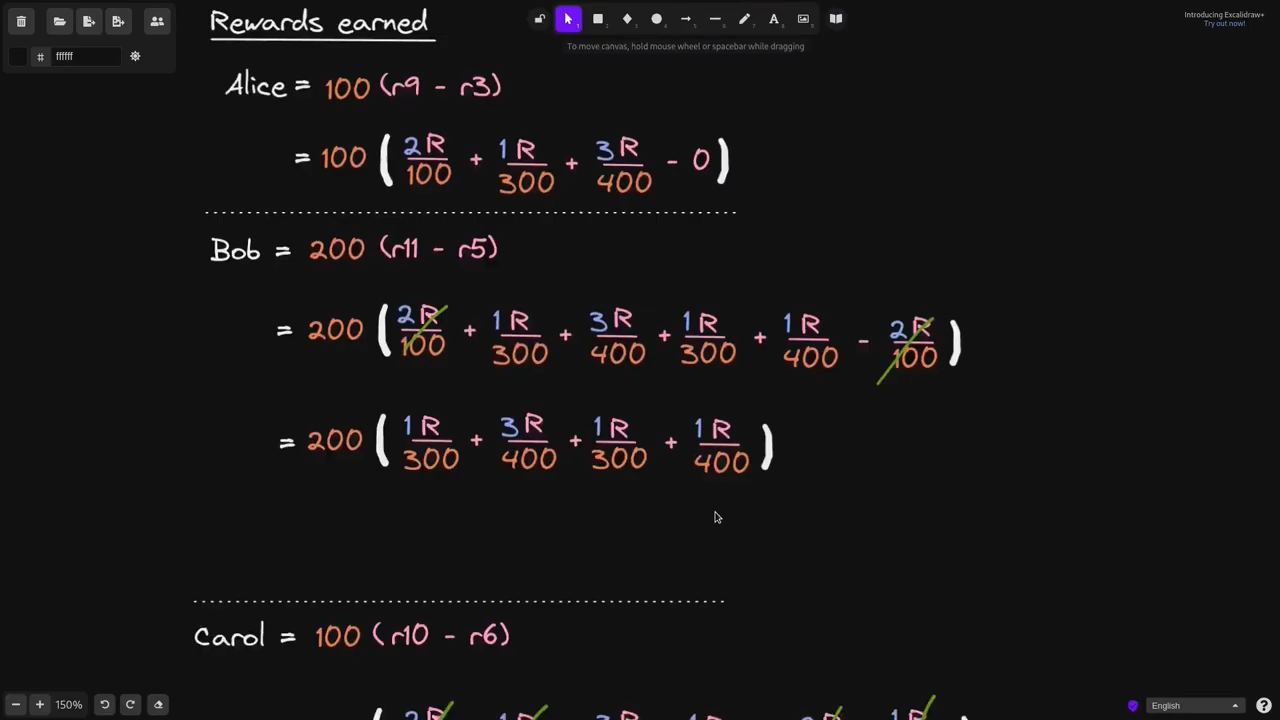 Introducing Excalidraw+
Try out now!
# ffffff
To move canvas, hold mouse wheel or spacebar while dragging
Rewards earned
Alice = 100 (r9 - r3)
= 100 ( 2R/100 + 1R/300 + 3R/400 - 0 )
Bob = 200 (r11 - r5)
= 200 ( 2R/100 + 1R/300 + 3R/400 + 1R/300 + 1R/400 - 2R/100 )
= 200 ( 1R/300 + 3R/400 + 1R/300 + 1R/400 )
Carol = 100 (r10 - r6)
150%
English